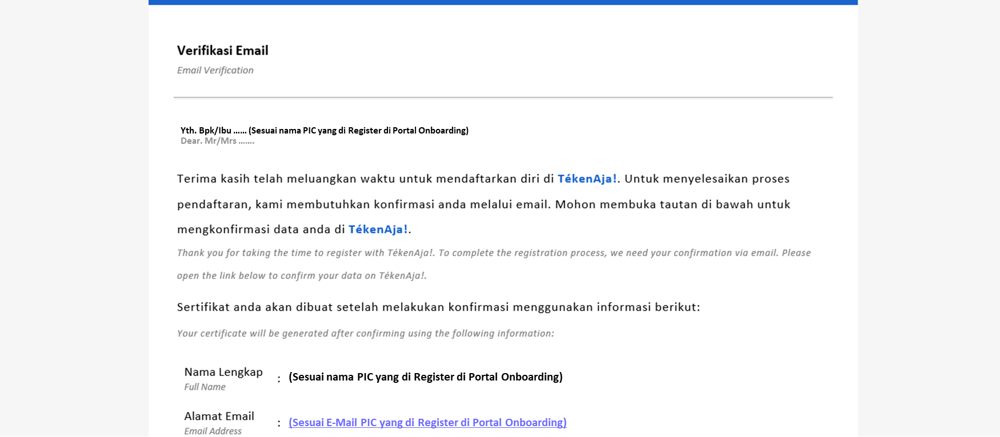 Verifikasi Email
Email Verification
Yth. Bpk/Ibu ...... (Sesuai nama PIC yang di Register di Portal Onboarding)
Dear. Mr/Mrs .......
Terima kasih telah meluangkan waktu untuk mendaftarkan diri di TékenAja!. Untuk menyelesaikan proses
pendaftaran, kami membutuhkan konfirmasi anda melalui email. Mohon membuka tautan di bawah untuk
mengkonfirmasi data anda di TékenAja!.
Thank you for taking the time to register with TékenAja!. To complete the registration process, we need your confirmation via email. Please
open the link below to confirm your data on TékenAja!.
Sertifikat anda akan dibuat setelah melakukan konfirmasi menggunakan informasi berikut:
Your certificate will be generated after confirming using the following information:
Nama Lengkap : (Sesuai nama PIC yang di Register di Portal Onboarding)
Full Name
Alamat Email : (Sesuai E-Mail PIC yang di Register di Portal Onboarding)
Email Address